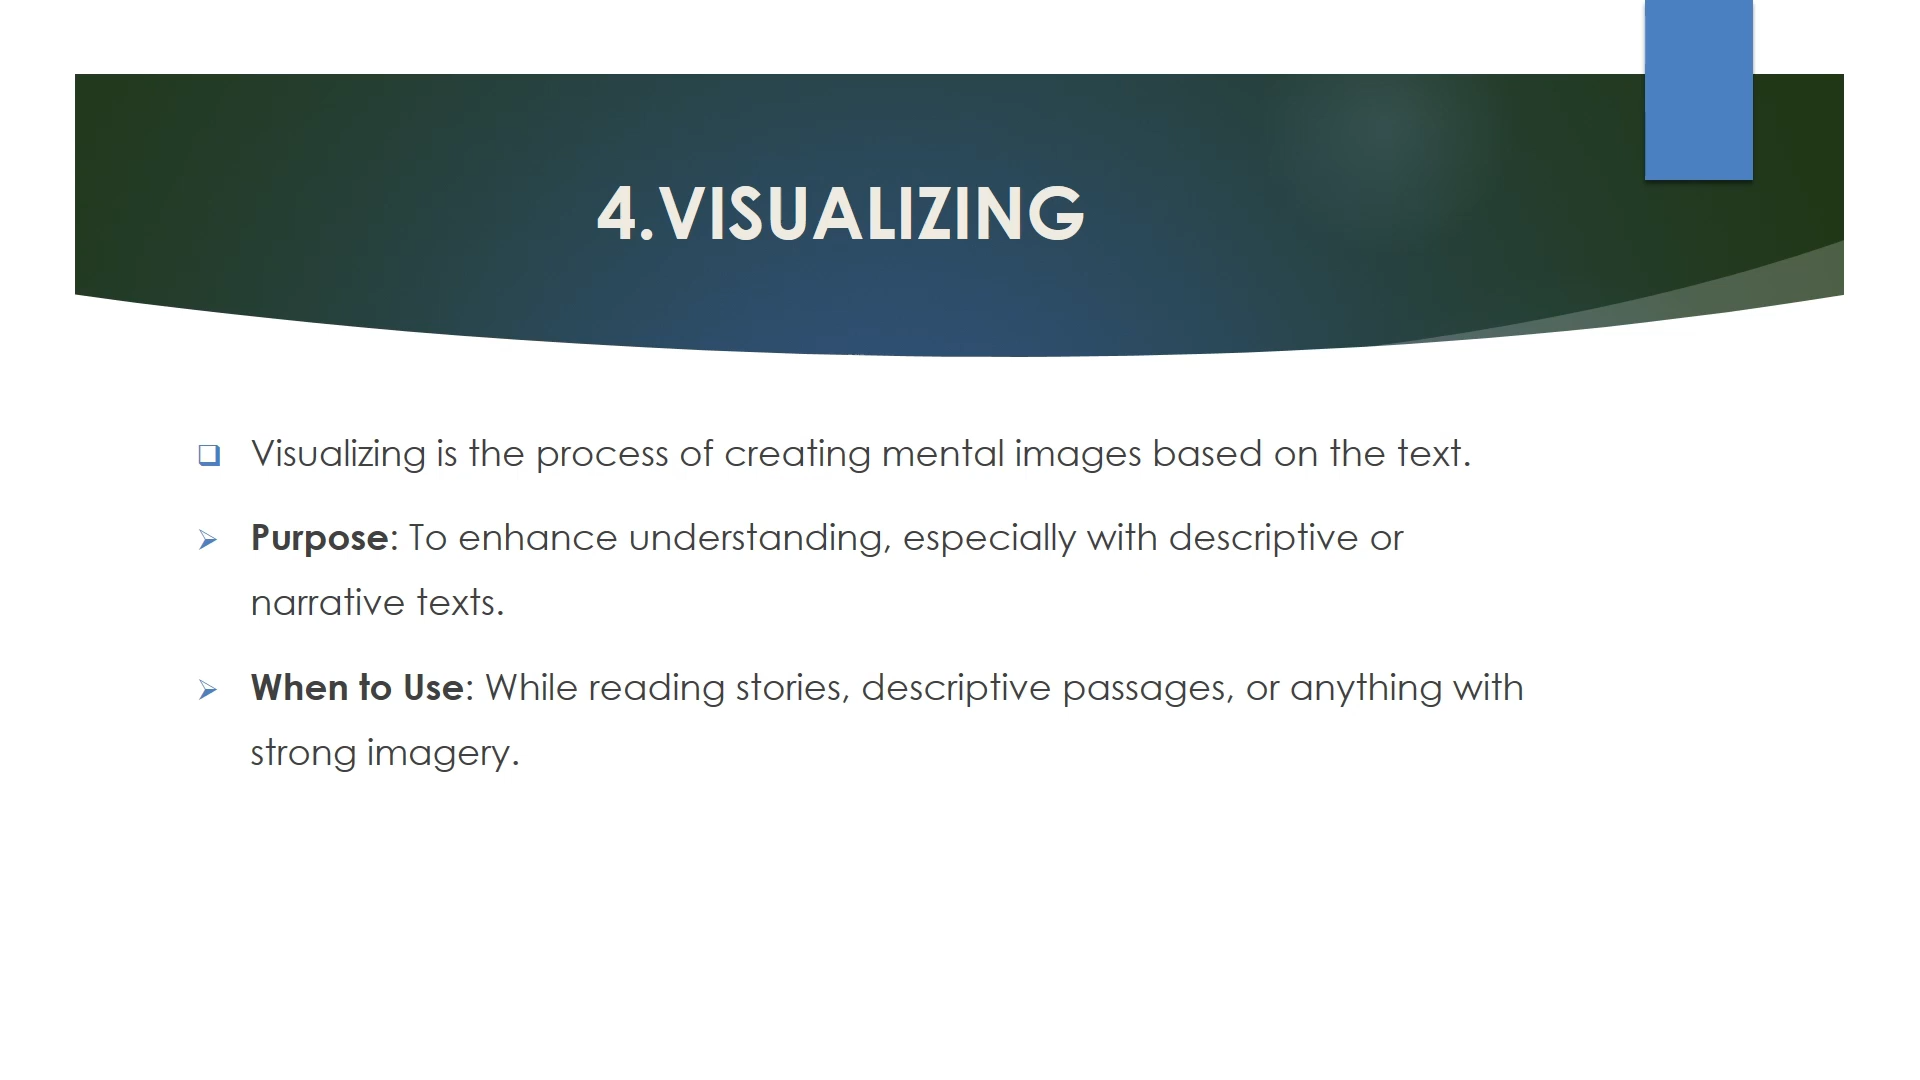 4.VISUALIZING
Visualizing is the process of creating mental images based on the text.
Purpose: To enhance understanding, especially with descriptive or
narrative texts.
When to Use: While reading stories, descriptive passages, or anything with
strong imagery.